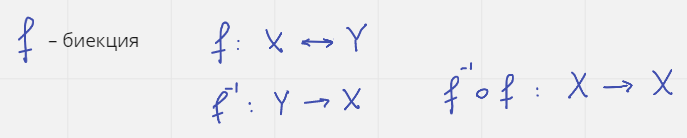 f – биекция
f : X ↔ Y
f⁻¹ : Y → X
f⁻¹ ∘ f : X → X